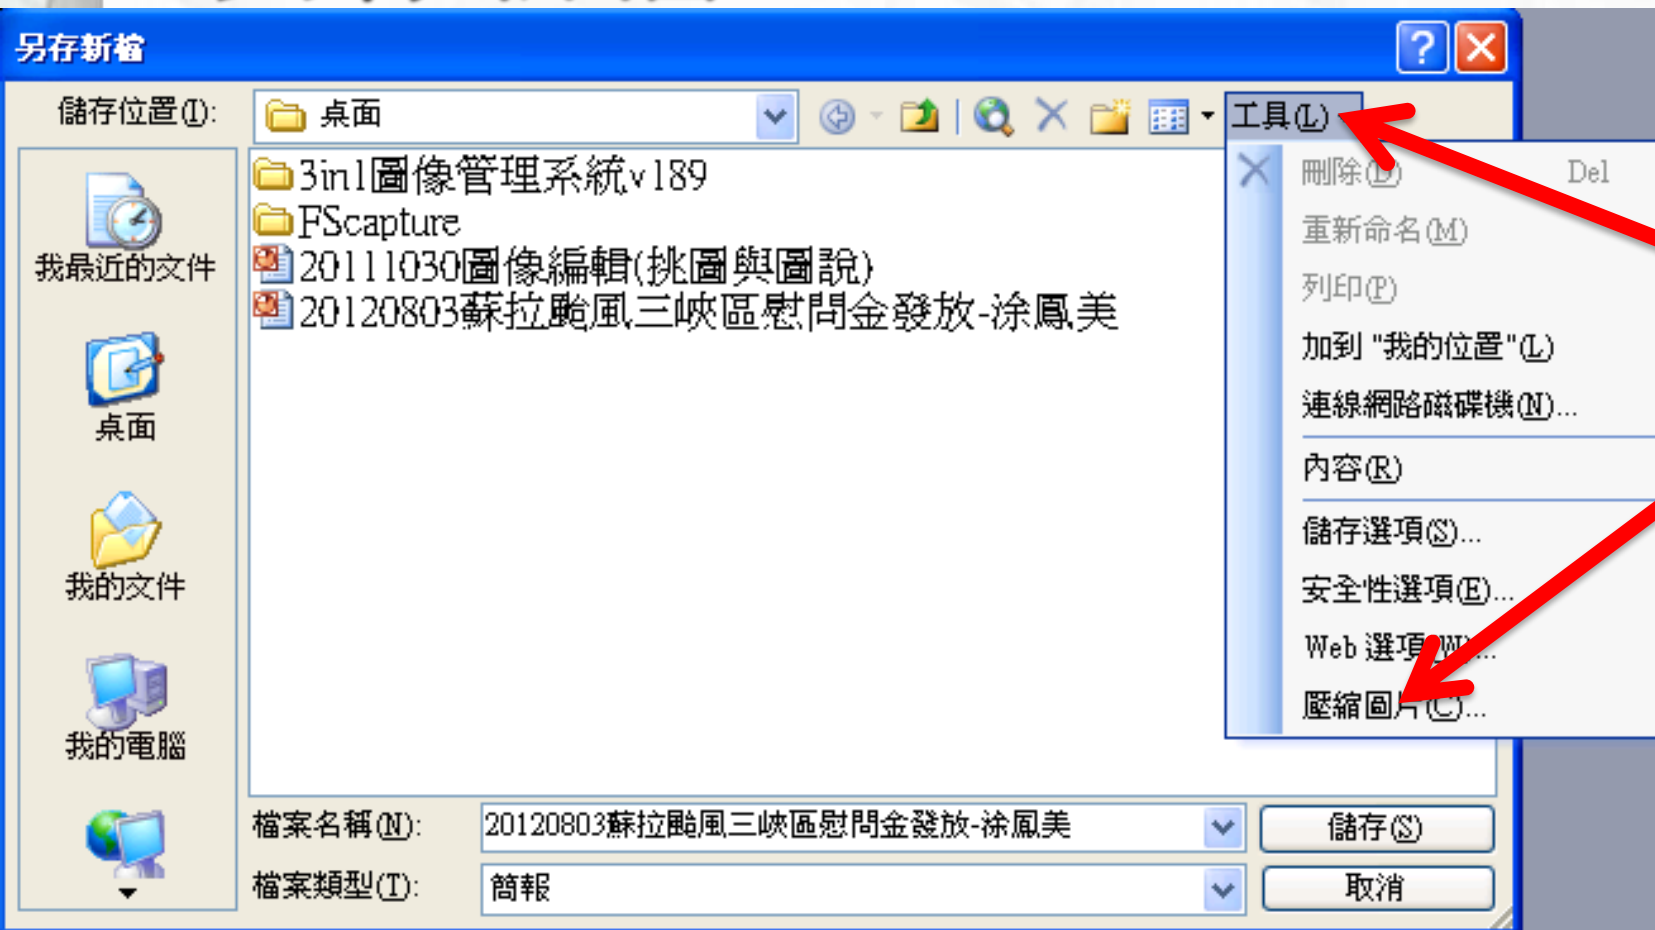 另存新檔
儲存位置(I):
桌面
工具(L)
3in1圖像管理系統v189
FScapture
20111030圖像編輯(挑圖與圖說)
20120803蘇拉颱風三峽區慰問金發放-涂鳳美
我最近的文件
桌面
我的文件
我的電腦
刪除(D) Del
重新命名(M)
列印(P)
加到 "我的位置"(L)
連線網路磁碟機(N)...
內容(R)
儲存選項(S)...
安全性選項(E)...
Web 選項(W)...
壓縮圖片(C)...
檔案名稱(N):
20120803蘇拉颱風三峽區慰問金發放-涂鳳美
儲存(S)
檔案類型(T):
簡報
取消